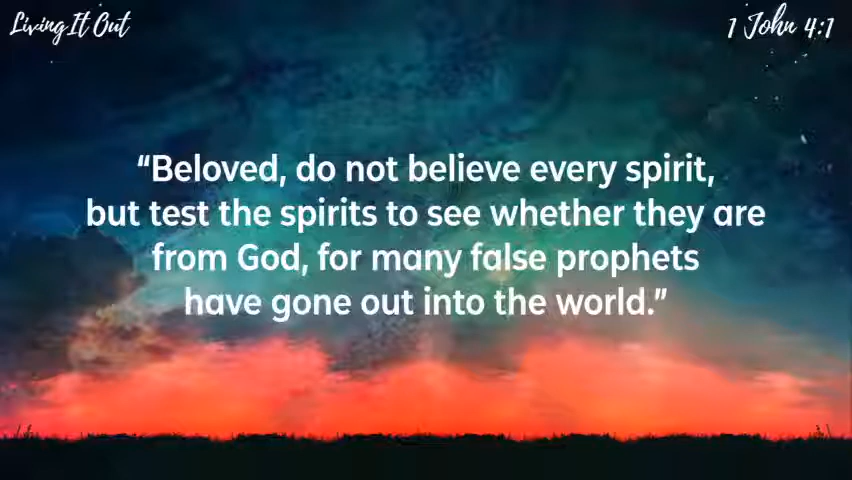 Living It Out
1 John 4:1
“Beloved, do not believe every spirit,
but test the spirits to see whether they are
from God, for many false prophets
have gone out into the world.”